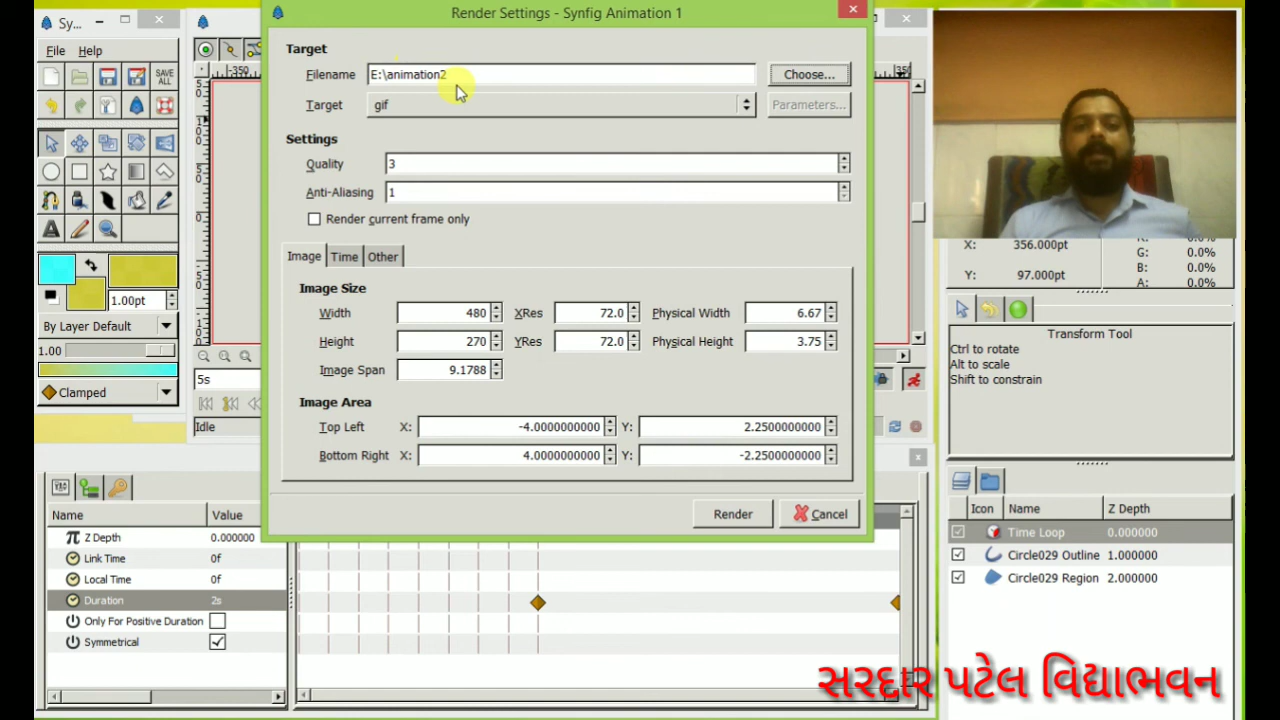 Render Settings - Synfig Animation 1
Sy...
File Help
SAVE ALL
Target
Filename E:\animation2 Choose...
Target gif Parameters...
Settings
Quality 3
Anti-Aliasing 1
Render current frame only
Image Time Other
Image Size
Width 480 XRes 72.0 Physical Width 6.67
Height 270 YRes 72.0 Physical Height 3.75
Image Span 9.1788
Image Area
Top Left X: -4.0000000000 Y: 2.2500000000
Bottom Right X: 4.0000000000 Y: -2.2500000000
Render Cancel
-350
1.00pt
By Layer Default
1.00
Clamped
5s
Idle
X: 356.000pt
Y: 97.000pt
0.0%
G: 0.0%
B: 0.0%
A: 0.0%
Transform Tool
Ctrl to rotate
Alt to scale
Shift to constrain
Name Value
Z Depth 0.000000
Link Time 0f
Local Time 0f
Duration 2s
Only For Positive Duration
Symmetrical
Icon Name Z Depth
Time Loop 0.000000
Circle029 Outline 1.000000
Circle029 Region 2.000000
સરદાર પટેલ વિદ્યાભવન